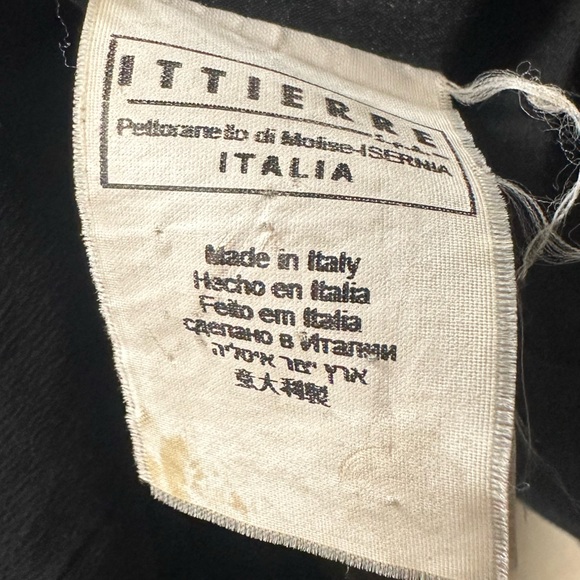 ITTIERRE
S.P.A.
Pettoranello di Molise-ISERNIA
ITALIA
Made in Italy
Hecho en Italia
Feito em Italia
сделано в Италии
ארץ ייצור איטליה
意大利製